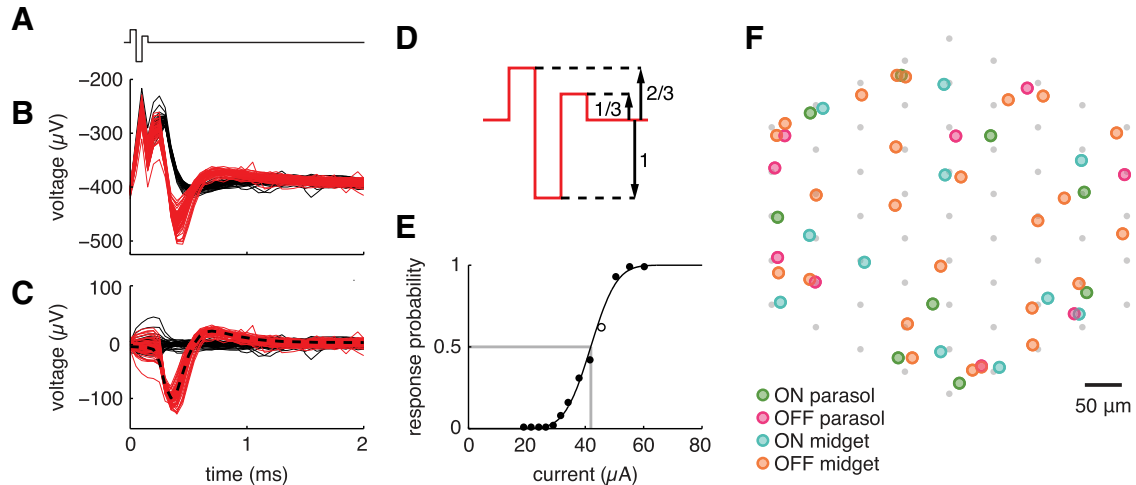 A
B
voltage (µV)
−200
−300
−400
−500
C
voltage (µV)
100
0
−100
0
1
2
time (ms)
D
2/3
1/3
1
E
response probability
1
0.5
0
0
20
40
60
80
current (µA)
F
ON parasol
OFF parasol
ON midget
OFF midget
50 µm